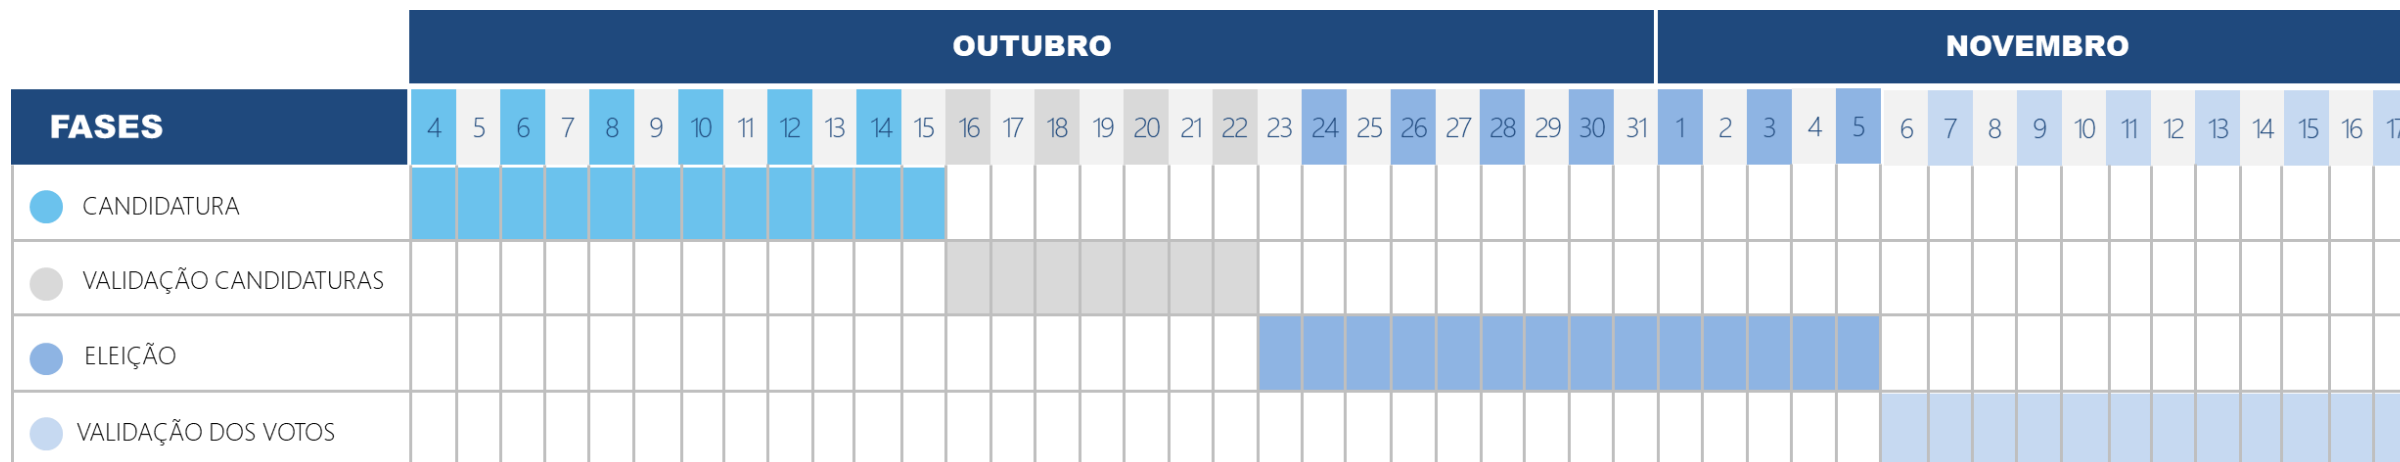 OUTUBRO NOVEMBRO
FASES 4 5 6 7 8 9 10 11 12 13 14 15 16 17 18 19 20 21 22 23 24 25 26 27 28 29 30 31 1 2 3 4 5 6 7 8 9 10 11 12 13 14 15 16 17
CANDIDATURA
VALIDAÇÃO CANDIDATURAS
ELEIÇÃO
VALIDAÇÃO DOS VOTOS